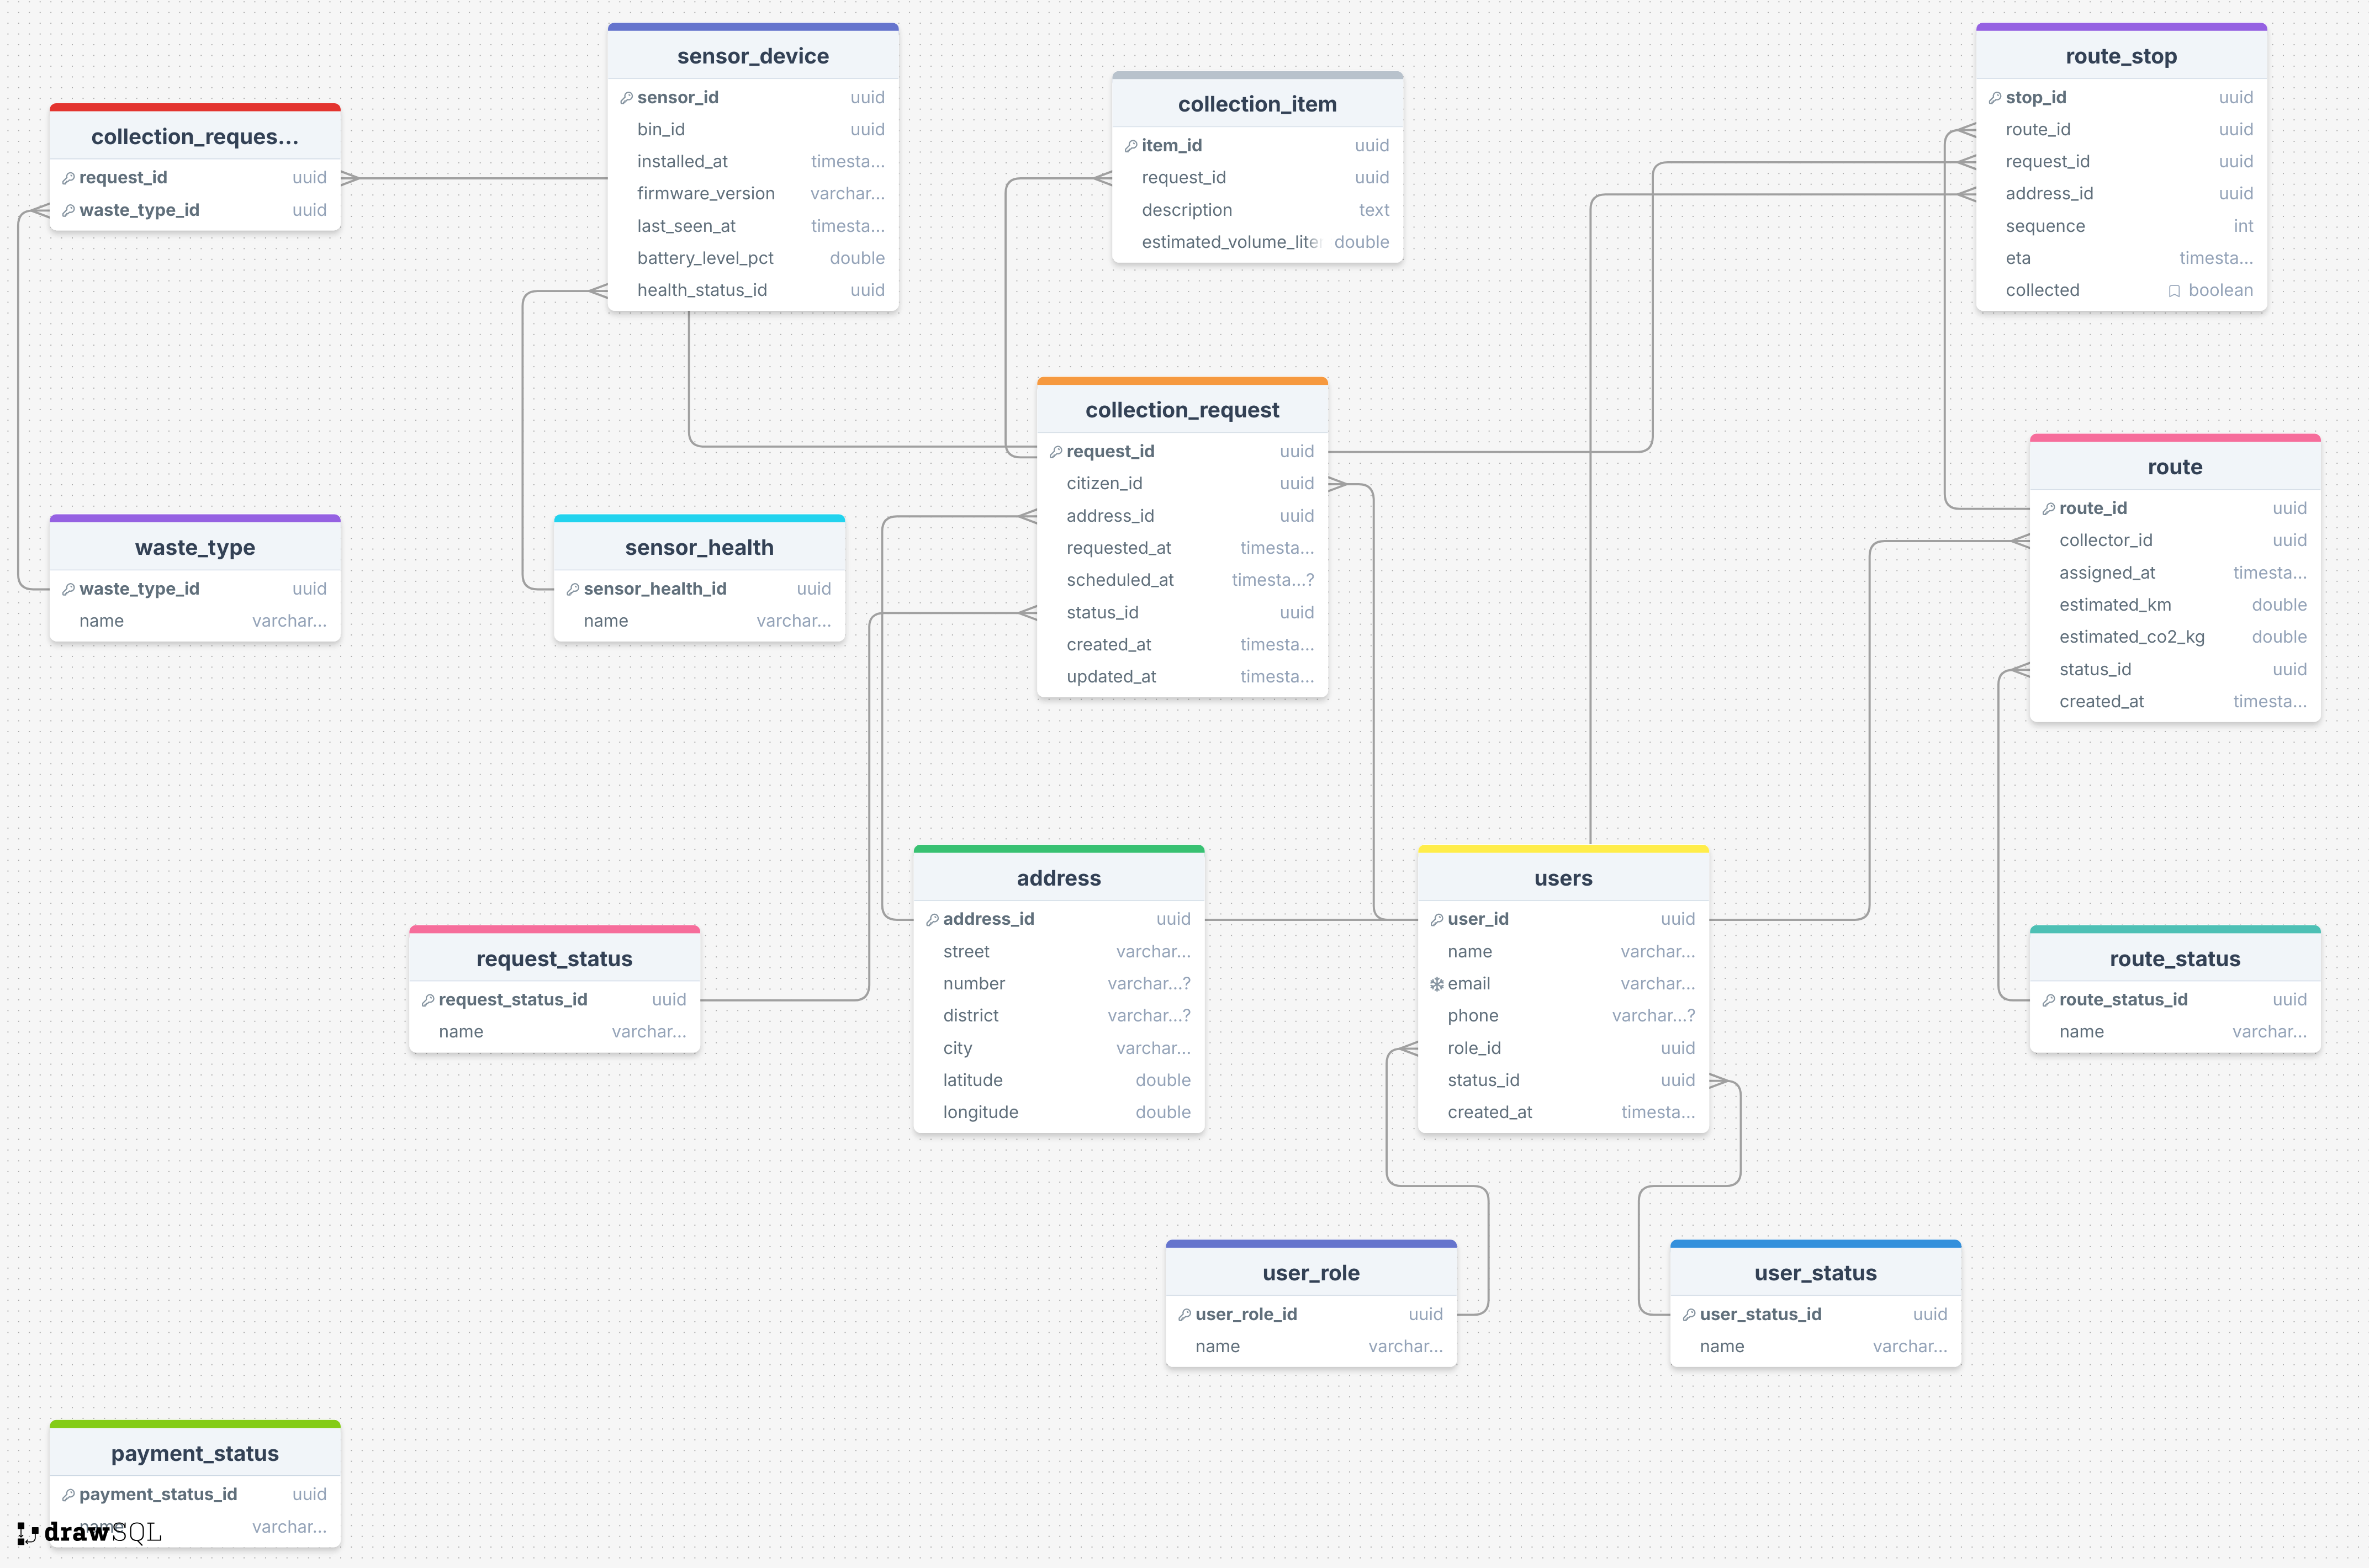 sensor_device
sensor_id uuid
bin_id uuid
installed_at timesta...
firmware_version varchar...
last_seen_at timesta...
battery_level_pct double
health_status_id uuid
route_stop
stop_id uuid
route_id uuid
request_id uuid
address_id uuid
sequence int
eta timesta...
collected boolean
collection_item
item_id uuid
request_id uuid
description text
estimated_volume_lite double
collection_reques...
request_id uuid
waste_type_id uuid
collection_request
request_id uuid
citizen_id uuid
address_id uuid
requested_at timesta...
scheduled_at timesta...?
status_id uuid
created_at timesta...
updated_at timesta...
route
route_id uuid
collector_id uuid
assigned_at timesta...
estimated_km double
estimated_co2_kg double
status_id uuid
created_at timesta...
waste_type
waste_type_id uuid
name varchar...
sensor_health
sensor_health_id uuid
name varchar...
address
address_id uuid
street varchar...
number varchar...?
district varchar...?
city varchar...
latitude double
longitude double
users
user_id uuid
name varchar...
email varchar...
phone varchar...?
role_id uuid
status_id uuid
created_at timesta...
request_status
request_status_id uuid
name varchar...
route_status
route_status_id uuid
name varchar...
user_role
user_role_id uuid
name varchar...
user_status
user_status_id uuid
name varchar...
payment_status
payment_status_id uuid
name varchar...
drawSQL